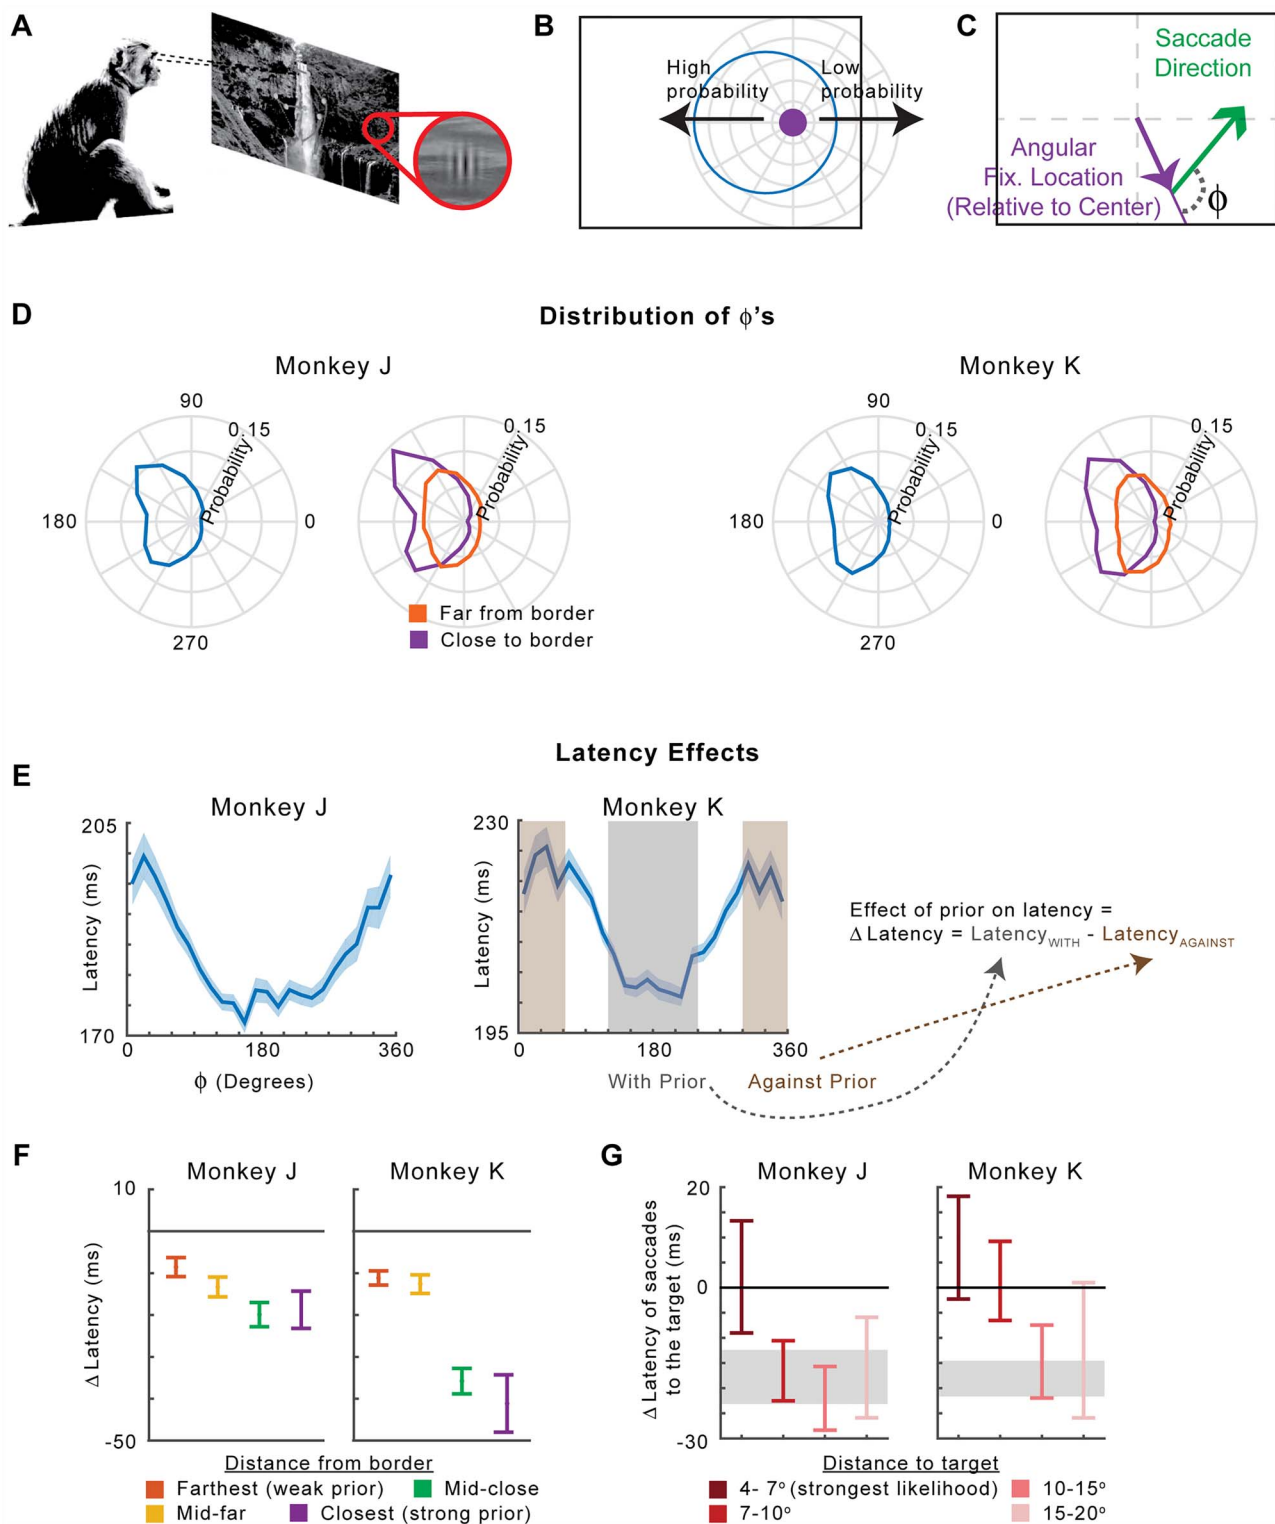 A
B
High
probability
Low
probability
C
Saccade
Direction
Angular
Fix. Location
(Relative to Center)
ϕ
D
Distribution of ϕ's
Monkey J
Monkey K
90
180
0
270
0.15
Probability
0.15
Probability
Far from border
Close to border
90
180
0
270
0.15
Probability
0.15
Probability
Latency Effects
E
Monkey J
205
Latency (ms)
170
0
180
360
ϕ (Degrees)
Monkey K
230
Latency (ms)
195
0
180
360
With Prior
Against Prior
Effect of prior on latency =
Δ Latency = LatencyWITH - LatencyAGAINST
F
Monkey J
Monkey K
10
Δ Latency (ms)
-50
Distance from border
Farthest (weak prior)
Mid-close
Mid-far
Closest (strong prior)
G
Monkey J
Monkey K
20
0
-30
Δ Latency of saccades
to the target (ms)
Distance to target
4- 7° (strongest likelihood)
10-15°
7-10°
15-20°